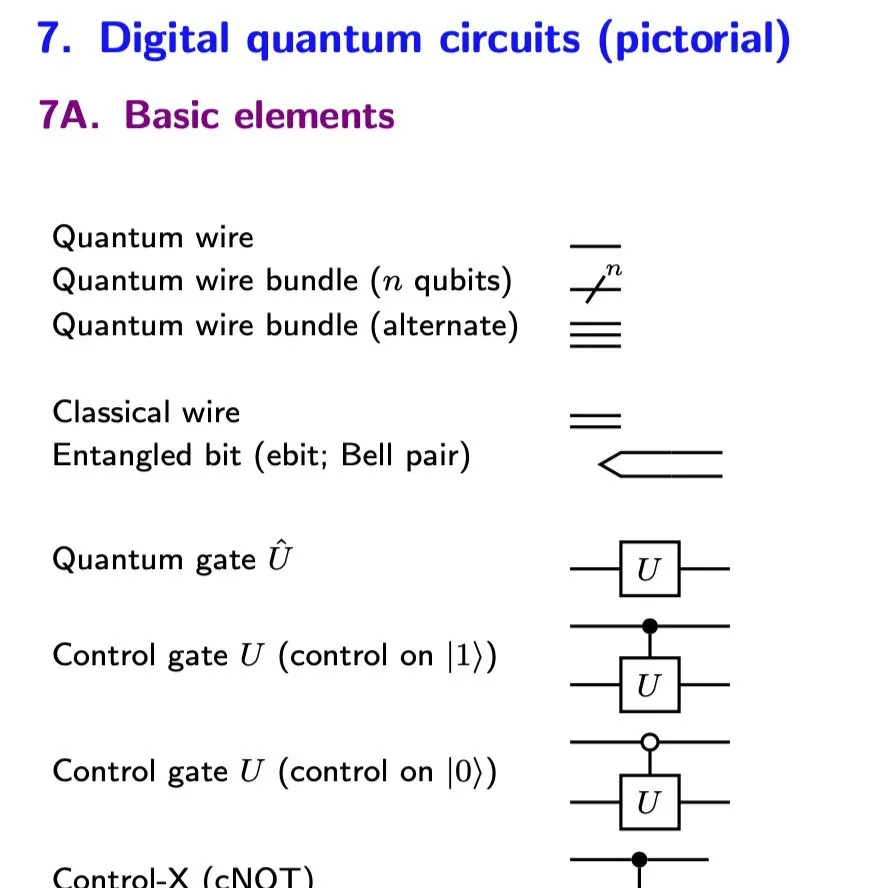 7. Digital quantum circuits (pictorial)
7A. Basic elements
Quantum wire
Quantum wire bundle (n qubits) n
Quantum wire bundle (alternate)
Classical wire
Entangled bit (ebit; Bell pair)
Quantum gate Û U
Control gate U (control on |1⟩) U
Control gate U (control on |0⟩) U
Control-X (cNOT)